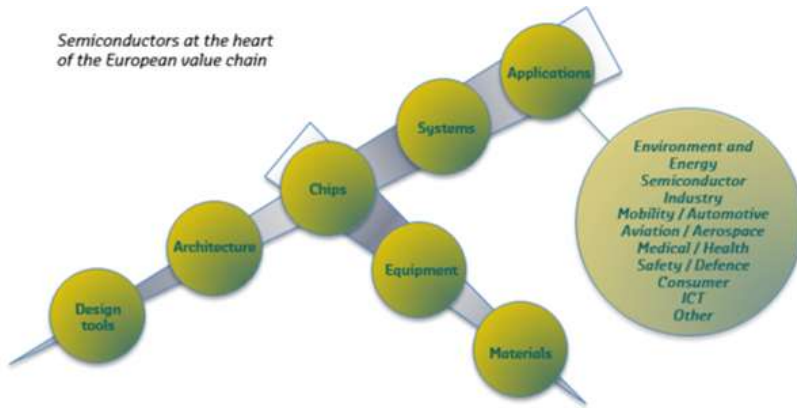 Semiconductors at the heart
of the European value chain
Applications
Systems
Chips
Architecture
Design
tools
Equipment
Materials
Environment and
Energy
Semiconductor
Industry
Mobility / Automotive
Aviation / Aerospace
Medical / Health
Safety / Defence
Consumer
ICT
Other